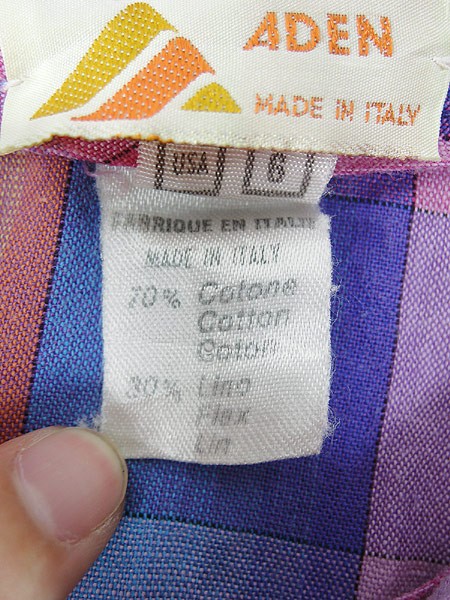 ADEN
MADE IN ITALY
USA 6
FABRIQUE EN ITALIE
MADE IN ITALY
70% Cotone
Cotton
Coton
30% Lino
Flax
Lin